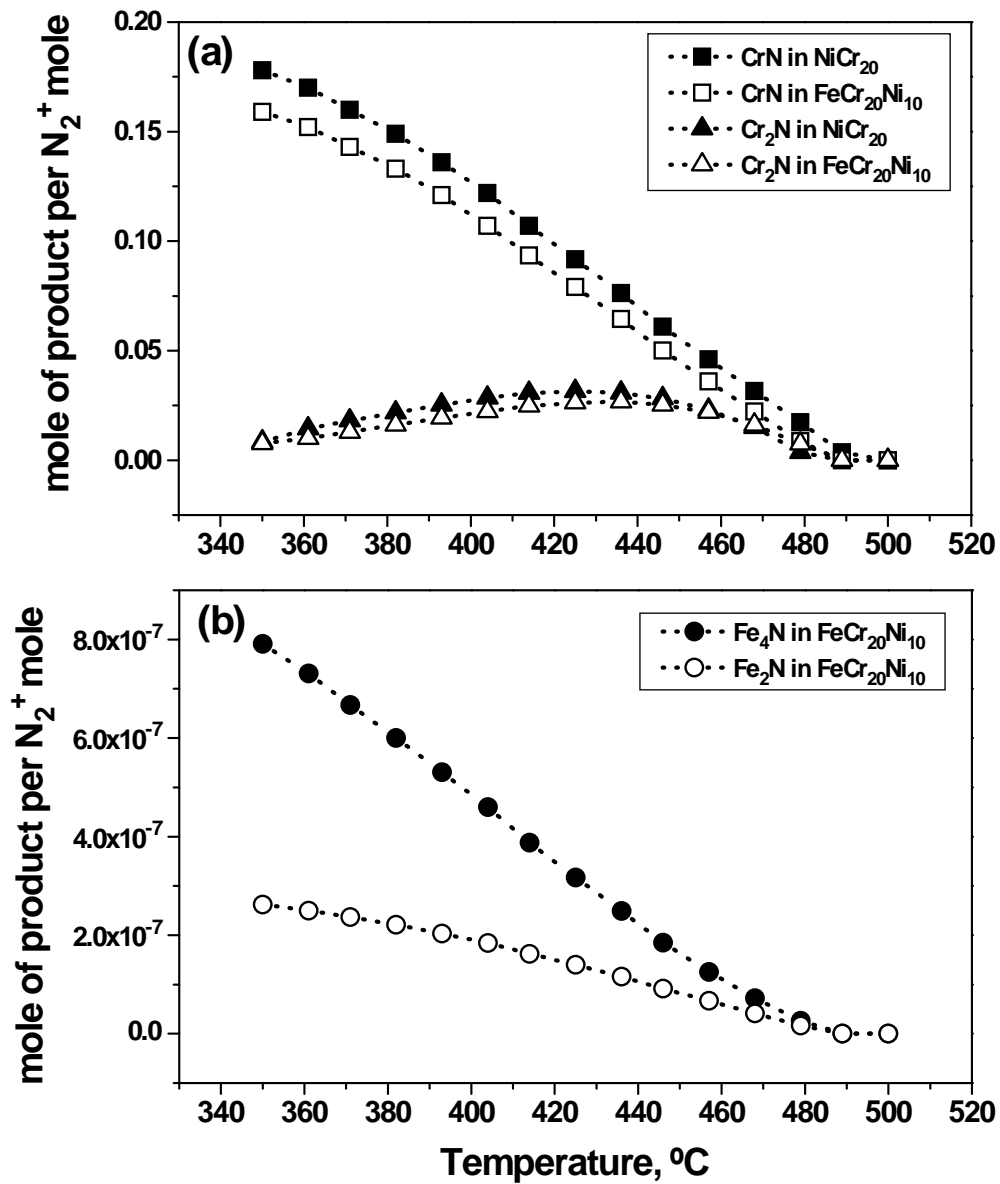 (a)
CrN in NiCr20
CrN in FeCr20Ni10
Cr2N in NiCr20
Cr2N in FeCr20Ni10
0.20
0.15
0.10
0.05
0.00
mole of product per N2+ mole
340 360 380 400 420 440 460 480 500 520
(b)
Fe4N in FeCr20Ni10
Fe2N in FeCr20Ni10
8.0x10-7
6.0x10-7
4.0x10-7
2.0x10-7
0.0
mole of product per N2+ mole
340 360 380 400 420 440 460 480 500 520
Temperature, ºC